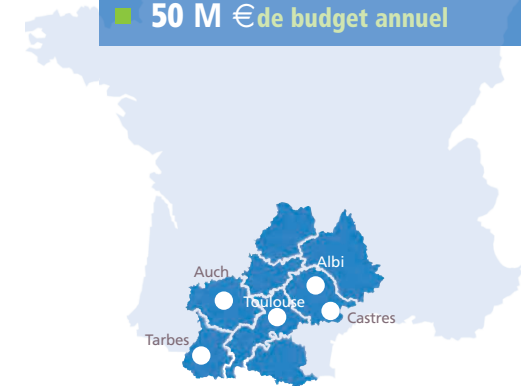 50 M € de budget annuel
Albi
Auch
Toulouse
Castres
Tarbes